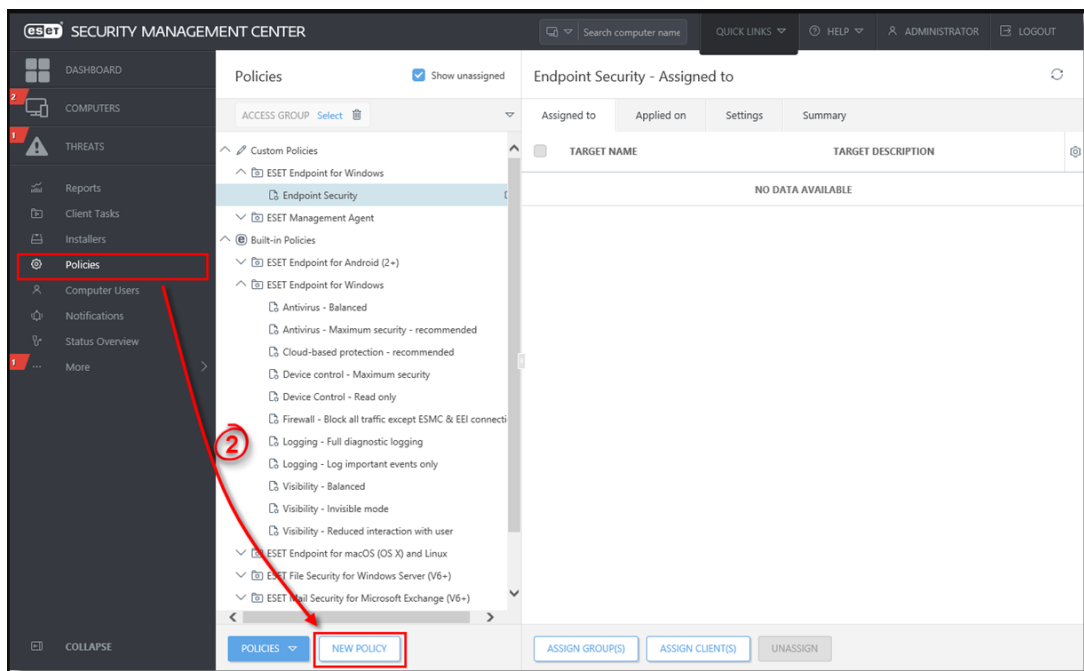 eset SECURITY MANAGEMENT CENTER
Search computer name
QUICK LINKS
HELP
ADMINISTRATOR
LOGOUT
DASHBOARD
2
COMPUTERS
1
THREATS
Reports
Client Tasks
Installers
Policies
Computer Users
Notifications
Status Overview
1
... More
COLLAPSE
Policies
Show unassigned
ACCESS GROUP Select
Custom Policies
ESET Endpoint for Windows
Endpoint Security
ESET Management Agent
Built-in Policies
ESET Endpoint for Android (2+)
ESET Endpoint for Windows
Antivirus - Balanced
Antivirus - Maximum security - recommended
Cloud-based protection - recommended
Device control - Maximum security
Device Control - Read only
Firewall - Block all traffic except ESMC & EEI connecti
Logging - Full diagnostic logging
2
Logging - Log important events only
Visibility - Balanced
Visibility - Invisible mode
Visibility - Reduced interaction with user
ESET Endpoint for macOS (OS X) and Linux
ESET File Security for Windows Server (V6+)
ESET Mail Security for Microsoft Exchange (V6+)
POLICIES
NEW POLICY
Endpoint Security - Assigned to
Assigned to
Applied on
Settings
Summary
TARGET NAME
TARGET DESCRIPTION
NO DATA AVAILABLE
ASSIGN GROUP(S)
ASSIGN CLIENT(S)
UNASSIGN